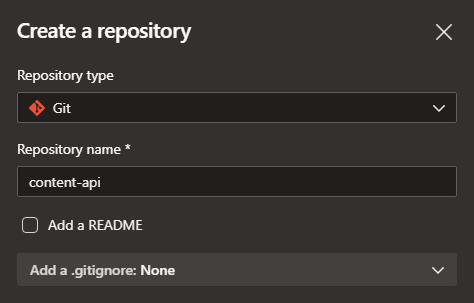 Create a repository
Repository type
Git
Repository name *
content-api
Add a README
Add a .gitignore: None